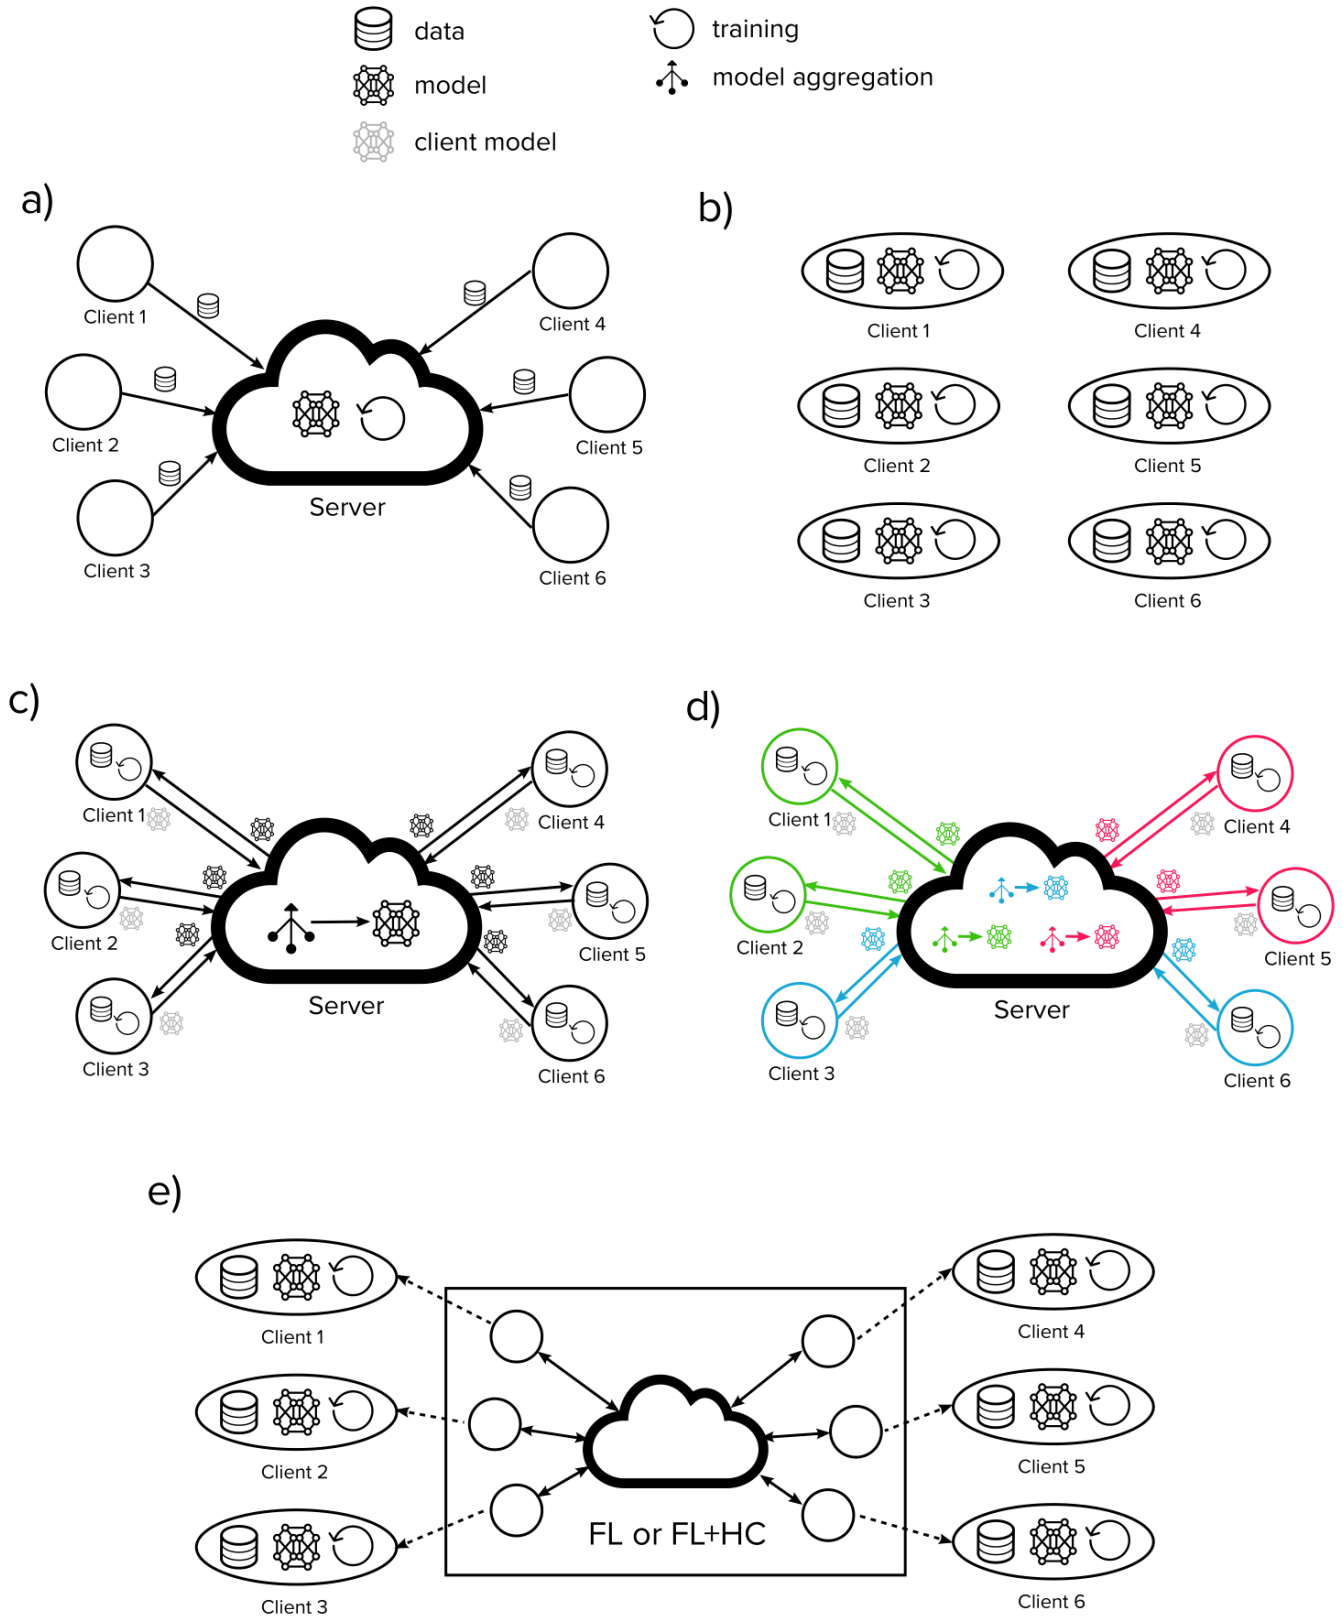 data
training
model
model aggregation
client model
a)
b)
Client 1
Client 4
Client 2
Client 5
Server
Client 3
Client 6
Client 1
Client 4
Client 2
Client 5
Client 3
Client 6
c)
d)
Client 1
Client 4
Client 2
Client 5
Server
Client 3
Client 6
Client 1
Client 4
Client 2
Client 5
Server
Client 3
Client 6
e)
Client 1
Client 4
Client 2
Client 5
FL or FL+HC
Client 3
Client 6